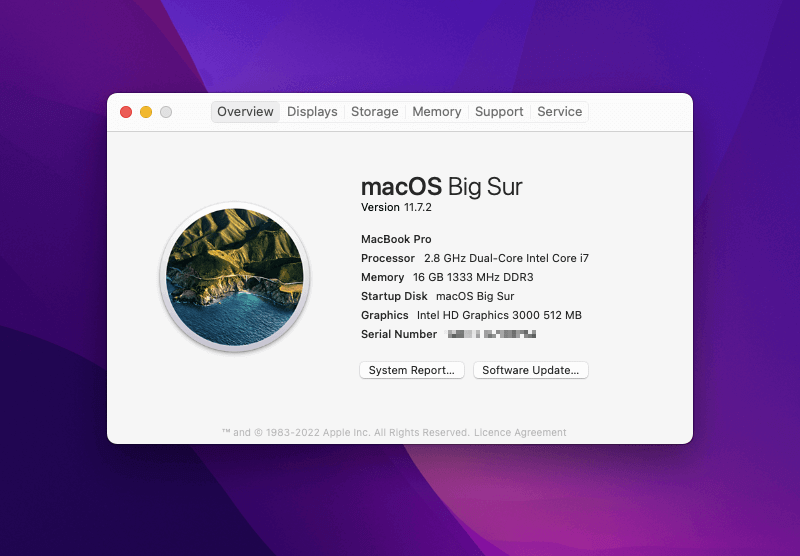 Overview Displays Storage Memory Support Service
macOS Big Sur
Version 11.7.2
MacBook Pro
Processor 2.8 GHz Dual-Core Intel Core i7
Memory 16 GB 1333 MHz DDR3
Startup Disk macOS Big Sur
Graphics Intel HD Graphics 3000 512 MB
Serial Number
System Report... Software Update...
™ and © 1983-2022 Apple Inc. All Rights Reserved. Licence Agreement